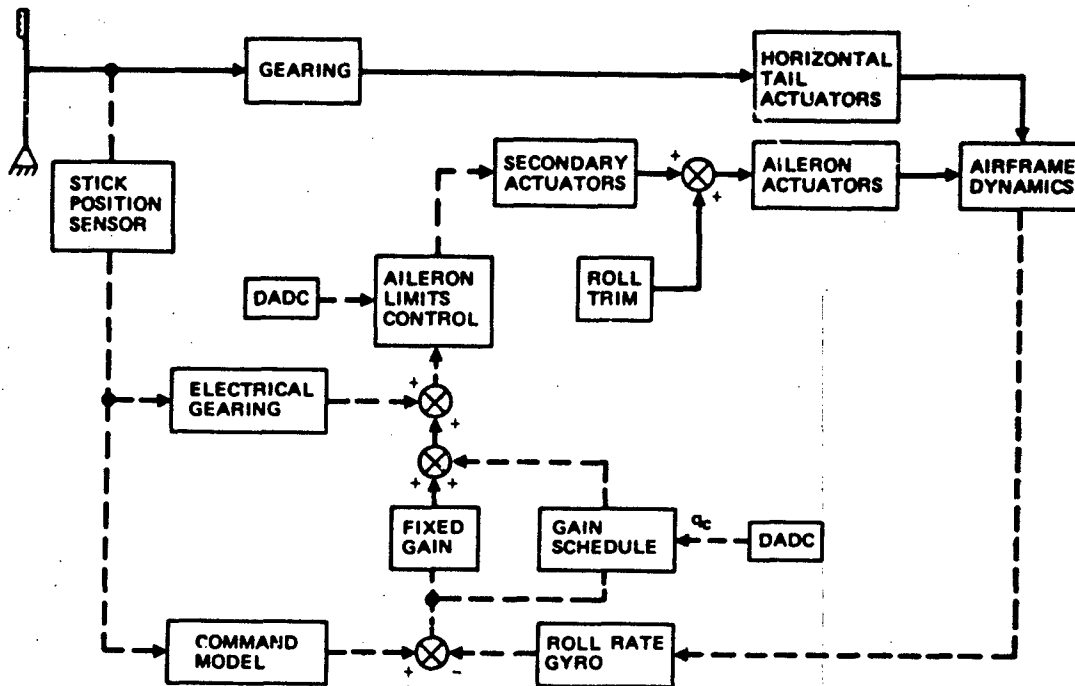 GEARING
HORIZONTAL
TAIL
ACTUATORS
STICK
POSITION
SENSOR
SECONDARY
ACTUATORS
+
+
AILERON
ACTUATORS
AIRFRAME
DYNAMICS
DADC
AILERON
LIMITS
CONTROL
ROLL
TRIM
ELECTRICAL
GEARING
+
+
+
+
FIXED
GAIN
GAIN
SCHEDULE
qc
DADC
COMMAND
MODEL
+
-
ROLL RATE
GYRO